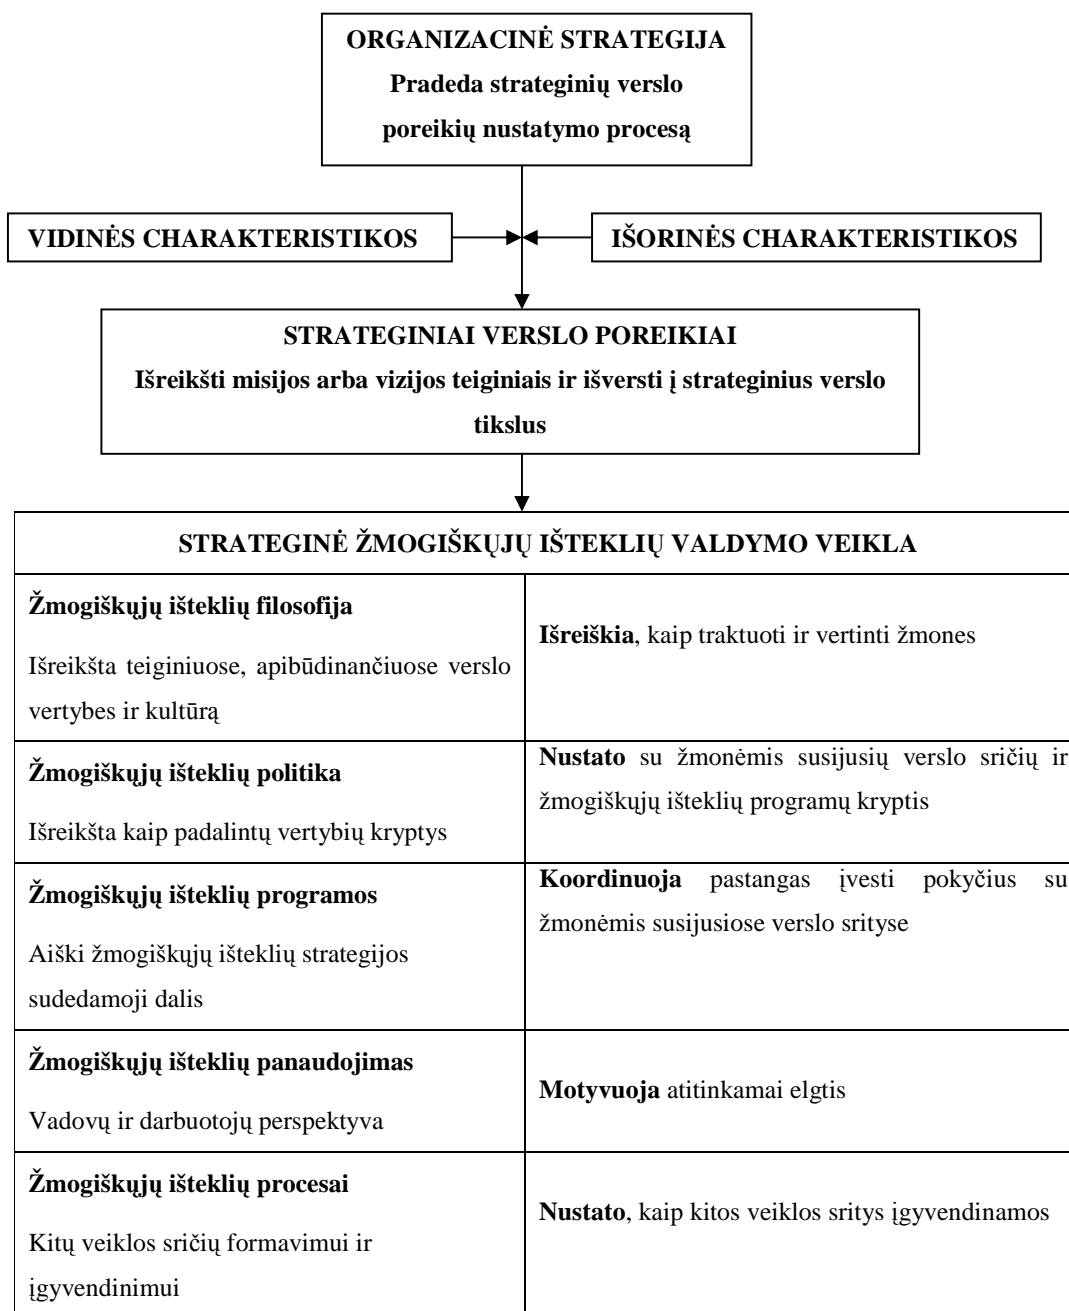 ORGANIZACINĖ STRATEGIJA
Pradeda strateginių verslo
poreikių nustatymo procesą
VIDINĖS CHARAKTERISTIKOS
IŠORINĖS CHARAKTERISTIKOS
STRATEGINIAI VERSLO POREIKIAI
Išreikšti misijos arba vizijos teiginiais ir išversti į strateginius verslo
tikslus
STRATEGINĖ ŽMOGIŠKŲJŲ IŠTEKLIŲ VALDYMO VEIKLA
Žmogiškųjų išteklių filosofija
Išreikšta teiginiuose, apibūdinančiuose verslo
vertybes ir kultūrą
Išreiškia, kaip traktuoti ir vertinti žmones
Žmogiškųjų išteklių politika
Išreikšta kaip padalintų vertybių kryptys
Nustato su žmonėmis susijusių verslo sričių ir
žmogiškųjų išteklių programų kryptis
Žmogiškųjų išteklių programos
Aiški žmogiškųjų išteklių strategijos
sudedamoji dalis
Koordinuoja pastangas įvesti pokyčius su
žmonėmis susijusiose verslo srityse
Žmogiškųjų išteklių panaudojimas
Vadovų ir darbuotojų perspektyva
Motyvuoja atitinkamai elgtis
Žmogiškųjų išteklių procesai
Kitų veiklos sričių formavimui ir
įgyvendinimui
Nustato, kaip kitos veiklos sritys įgyvendinamos